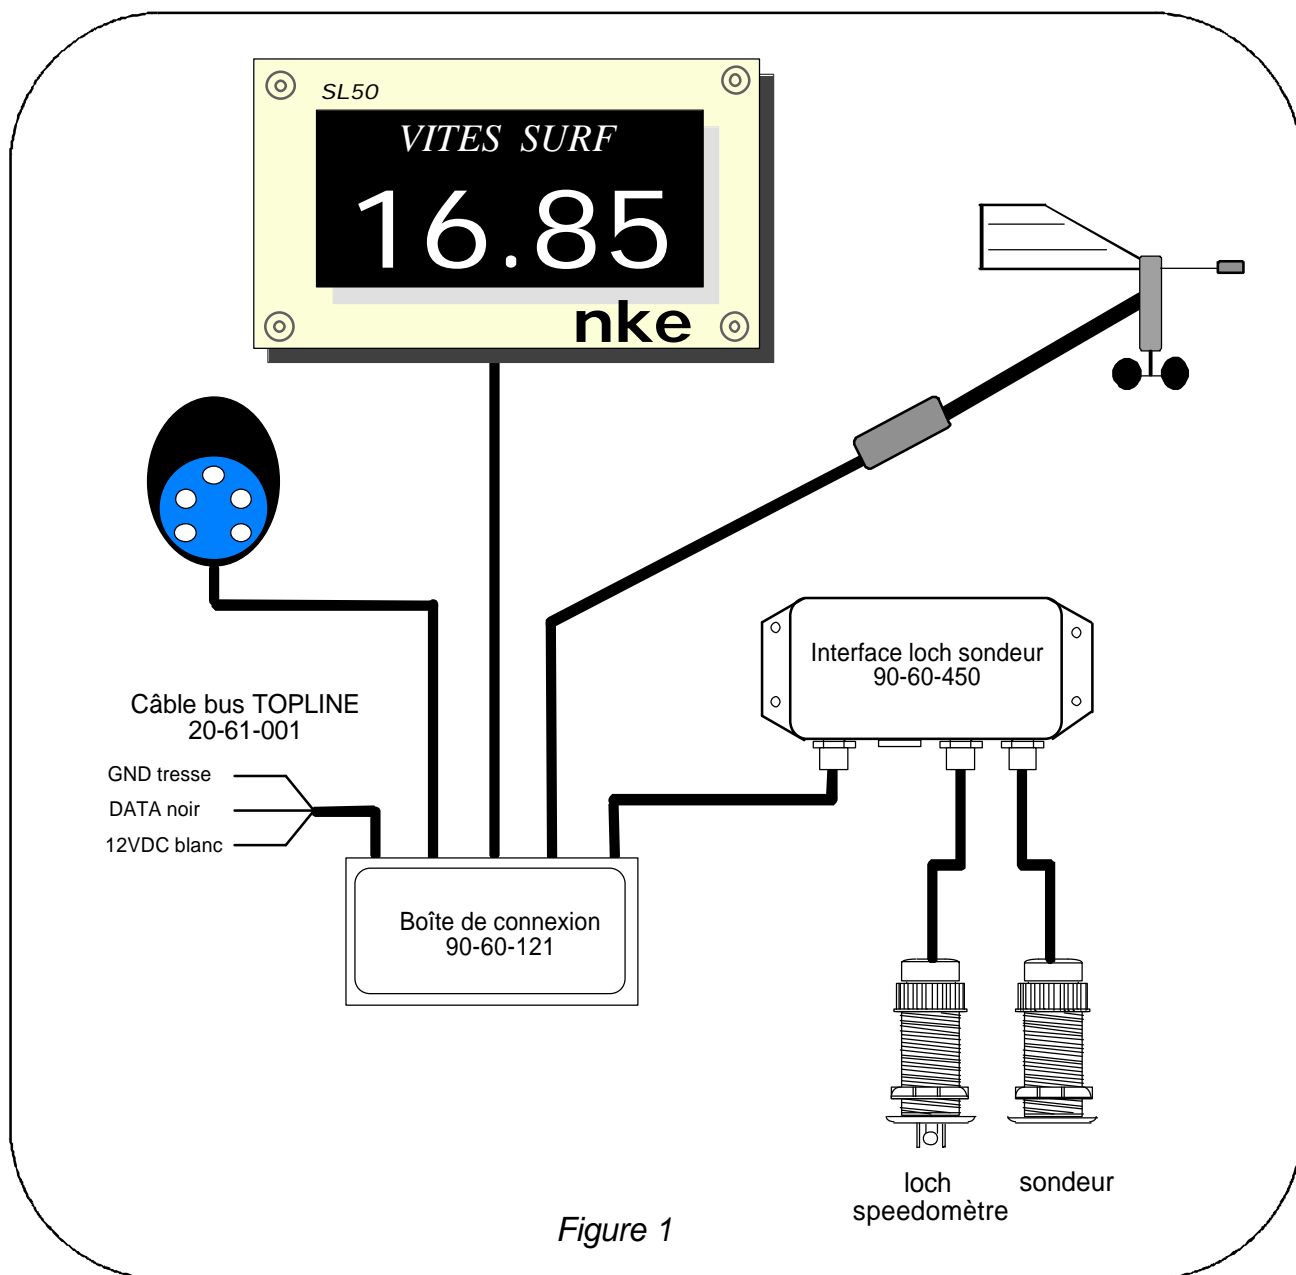 SL50
VITES SURF
16.85
nke
Interface loch sondeur
90-60-450
Câble bus TOPLINE
20-61-001
GND tresse
DATA noir
12VDC blanc
Boîte de connexion
90-60-121
loch
speedomètre
sondeur
Figure 1